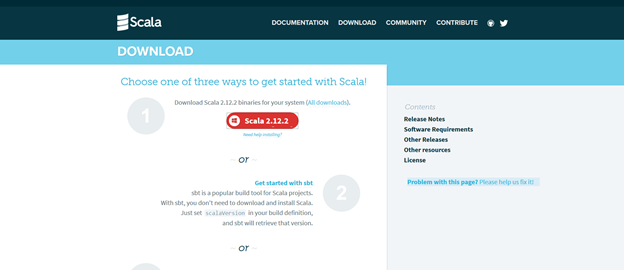 Scala
DOCUMENTATION DOWNLOAD COMMUNITY CONTRIBUTE
DOWNLOAD
Choose one of three ways to get started with Scala!
1
Download Scala 2.12.2 binaries for your system (All downloads).
Scala 2.12.2
Need help installing?
or
Get started with sbt
sbt is a popular build tool for Scala projects.
With sbt, you don't need to download and install Scala.
Just set scalaVersion in your build definition,
and sbt will retrieve that version.
2
or
Contents
Release Notes
Software Requirements
Other Releases
Other resources
License
Problem with this page? Please help us fix it!